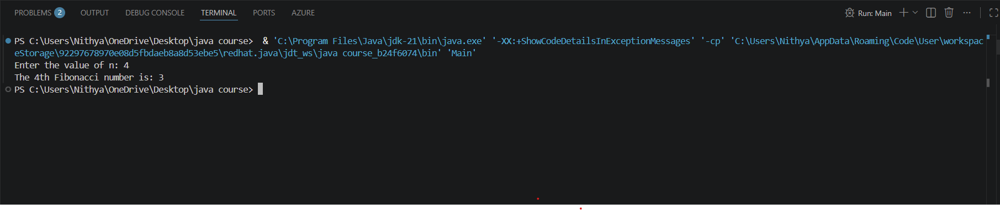 PROBLEMS 2 OUTPUT DEBUG CONSOLE TERMINAL PORTS AZURE Run: Main
PS C:\Users\Nithya\OneDrive\Desktop\java course>  & 'C:\Program Files\Java\jdk-21\bin\java.exe' '-XX:+ShowCodeDetailsInExceptionMessages' '-cp' 'C:\Users\Nithya\AppData\Roaming\Code\User\workspac
eStorage\92297678970e08d5fbdaeb8a8d53ebe5\redhat.java\jdt_ws\java course_b24f6074\bin' 'Main'
Enter the value of n: 4
The 4th Fibonacci number is: 3
PS C:\Users\Nithya\OneDrive\Desktop\java course>